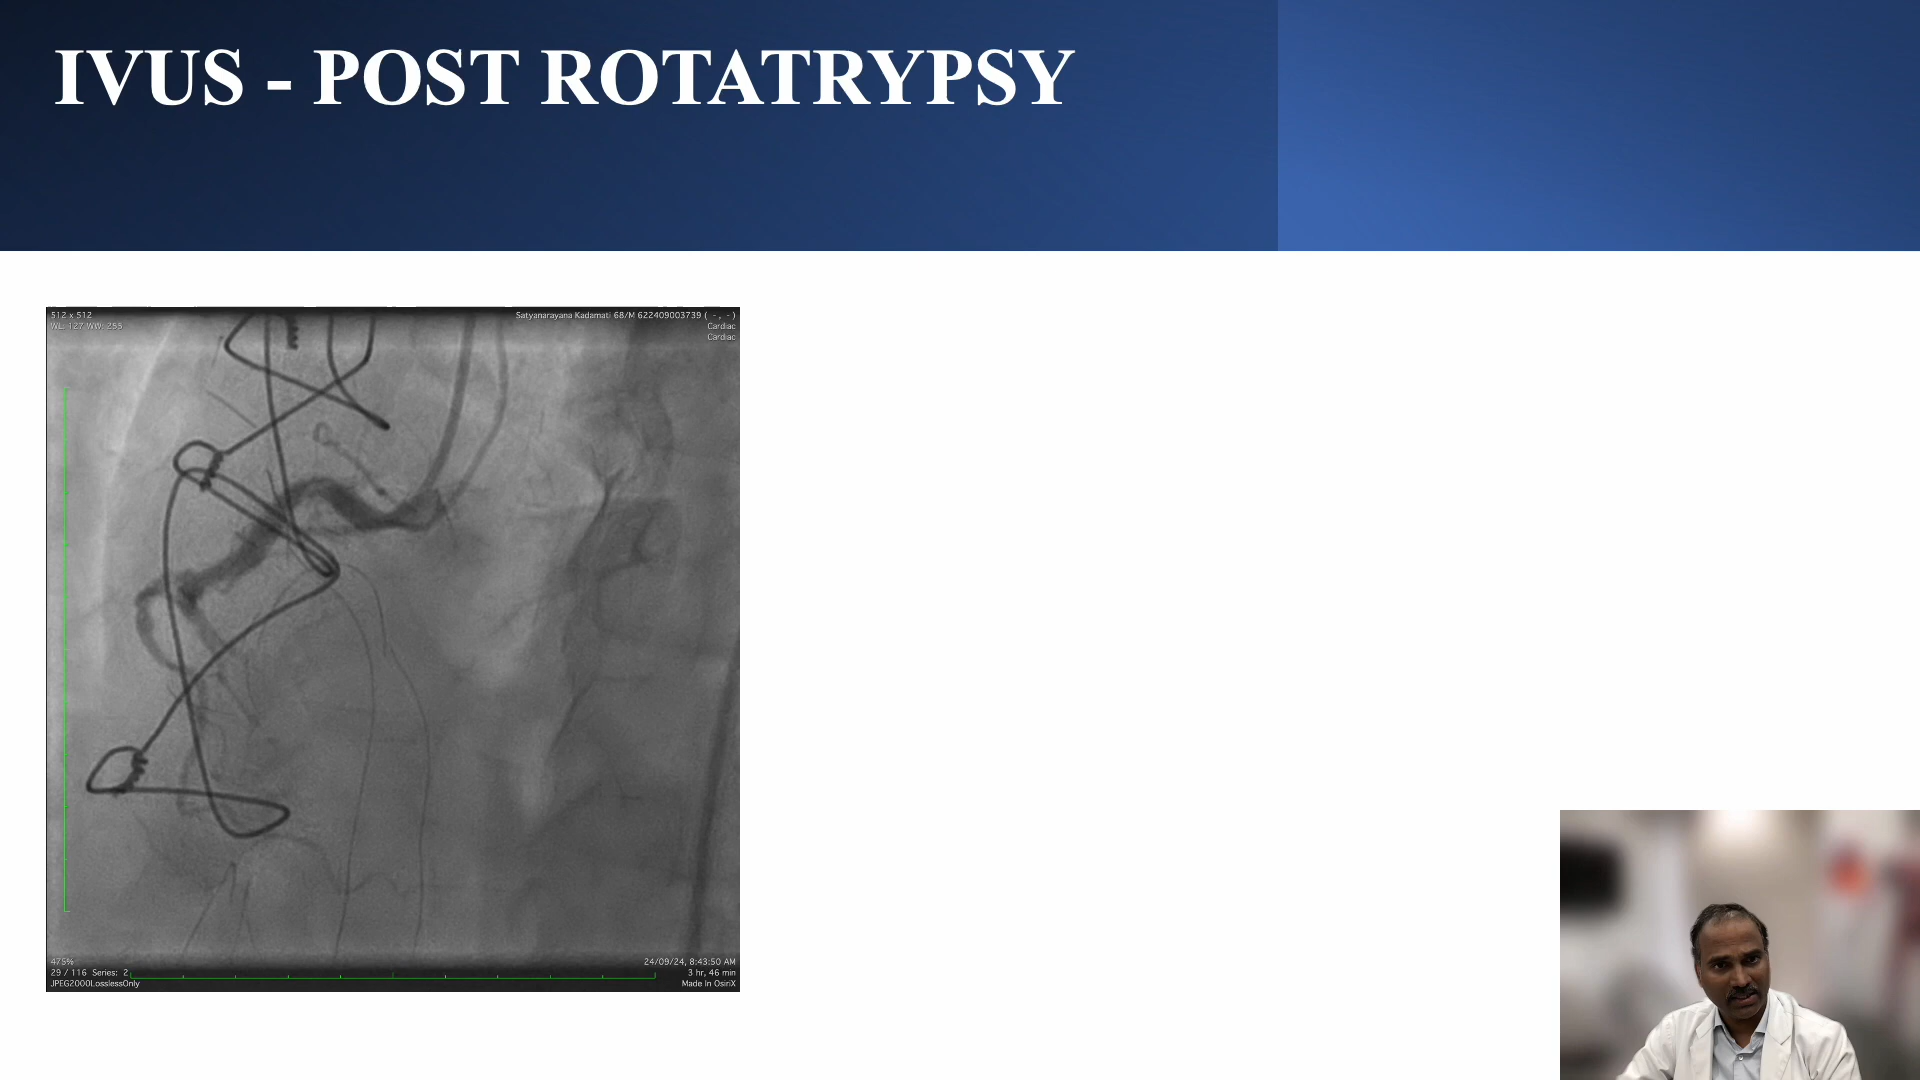 IVUS - POST ROTATRYPSY
512 x 512
WL: 127 WW: 255
Satyanarayana Kadamati 68/M 622409003739 ( -, -)
Cardiac
Cardiac
475%
29 / 116 Series: 2
JPEG2000LosslessOnly
24/09/24, 8:43:50 AM
3 hr, 46 min
Made In OsiriX